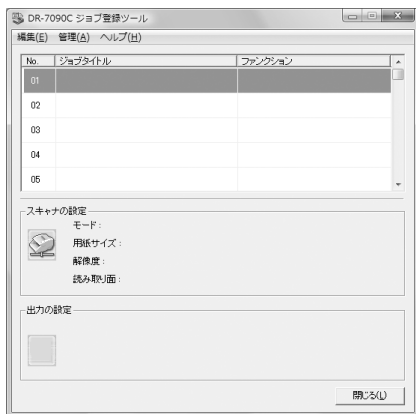 DR-7090C ジョブ登録ツール
編集(E) 管理(A) ヘルプ(H)
No. ジョブタイトル ファンクション
01
02
03
04
05
スキャナの設定
モード:
用紙サイズ:
解像度:
読み取り面:
出力の設定
閉じる(L)